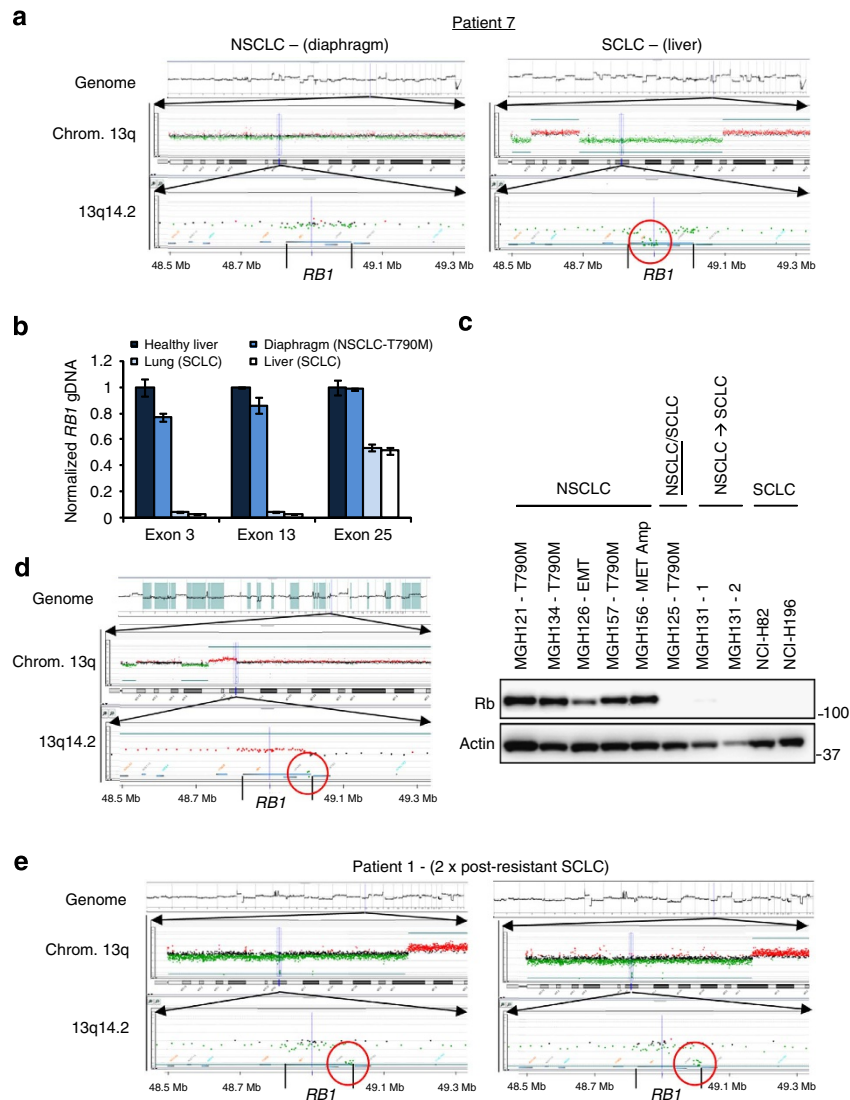 a
Patient 7
NSCLC – (diaphragm)
SCLC – (liver)
Genome
Chrom. 13q
13q14.2
48.5 Mb 48.7 Mb 49.1 Mb 49.3 Mb
RB1
48.5 Mb 48.7 Mb 49.1 Mb 49.3 Mb
RB1
b
Healthy liver
Diaphragm (NSCLC-T790M)
Lung (SCLC)
Liver (SCLC)
Normalized RB1 gDNA
1.2
1
0.8
0.6
0.4
0.2
0
Exon 3 Exon 13 Exon 25
c
NSCLC
NSCLC/SCLC
NSCLC → SCLC
SCLC
MGH121 - T790M
MGH134 - T790M
MGH126 - EMT
MGH157 - T790M
MGH156 - MET Amp
MGH125 - T790M
MGH131 - 1
MGH131 - 2
NCI-H82
NCI-H196
Rb
-100
Actin
-37
d
Genome
Chrom. 13q
13q14.2
48.5 Mb 48.7 Mb 49.1 Mb 49.3 Mb
RB1
e
Patient 1 - (2 x post-resistant SCLC)
Genome
Chrom. 13q
13q14.2
48.5 Mb 48.7 Mb 49.1 Mb 49.3 Mb
RB1
48.5 Mb 48.7 Mb 49.1 Mb 49.3 Mb
RB1